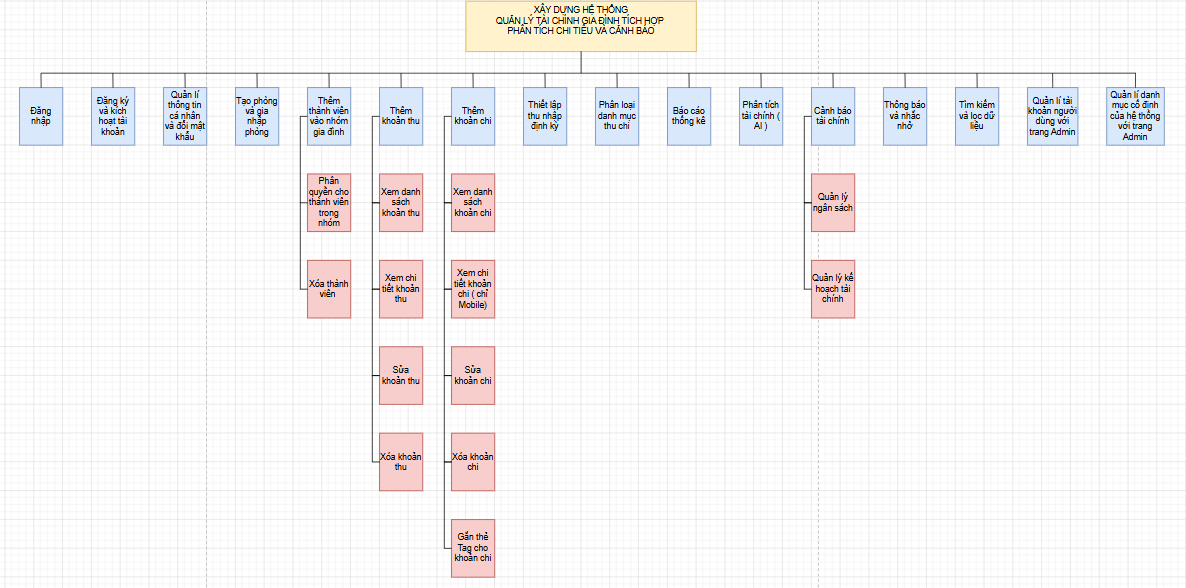 XÂY DỰNG HỆ THỐNG
QUẢN LÝ TÀI CHÍNH GIA ĐÌNH TÍCH HỢP
PHÂN TÍCH CHI TIÊU VÀ CẢNH BÁO
Đăng
nhập
Đăng ký
và kích
hoạt tài
khoản
Quản lí
thông tin
cá nhân
và đổi mật
khẩu
Tạo phòng
và gia
nhập
phòng
Thêm
thành viên
vào nhóm
gia đình
Thêm
khoản thu
Thêm
khoản chi
Thiết lập
thu nhập
định kỳ
Phân loại
danh mục
thu chi
Báo cáo
thống kê
Phân tích
tài chính (
AI )
Cảnh báo
tài chính
Thông báo
và nhắc
nhở
Tìm kiếm
và lọc dữ
liệu
Quản lí tài
khoản người
dùng với
trang Admin
Quản lí danh
mục cố định
của hệ thống
với trang
Admin
Phân
quyền cho
thành viên
trong
nhóm
Xem danh
sách
khoản thu
Xem danh
sách
khoản chi
Quản lý
ngân sách
Xóa thành
viên
Xem chi
tiết khoản
thu
Xem chi
tiết khoản
chi ( chỉ
Mobile)
Quản lý kế
hoạch tài
chính
Sửa
khoản thu
Sửa
khoản chi
Xóa khoản
thu
Xóa khoản
chi
Gắn thẻ
Tag cho
khoản chi